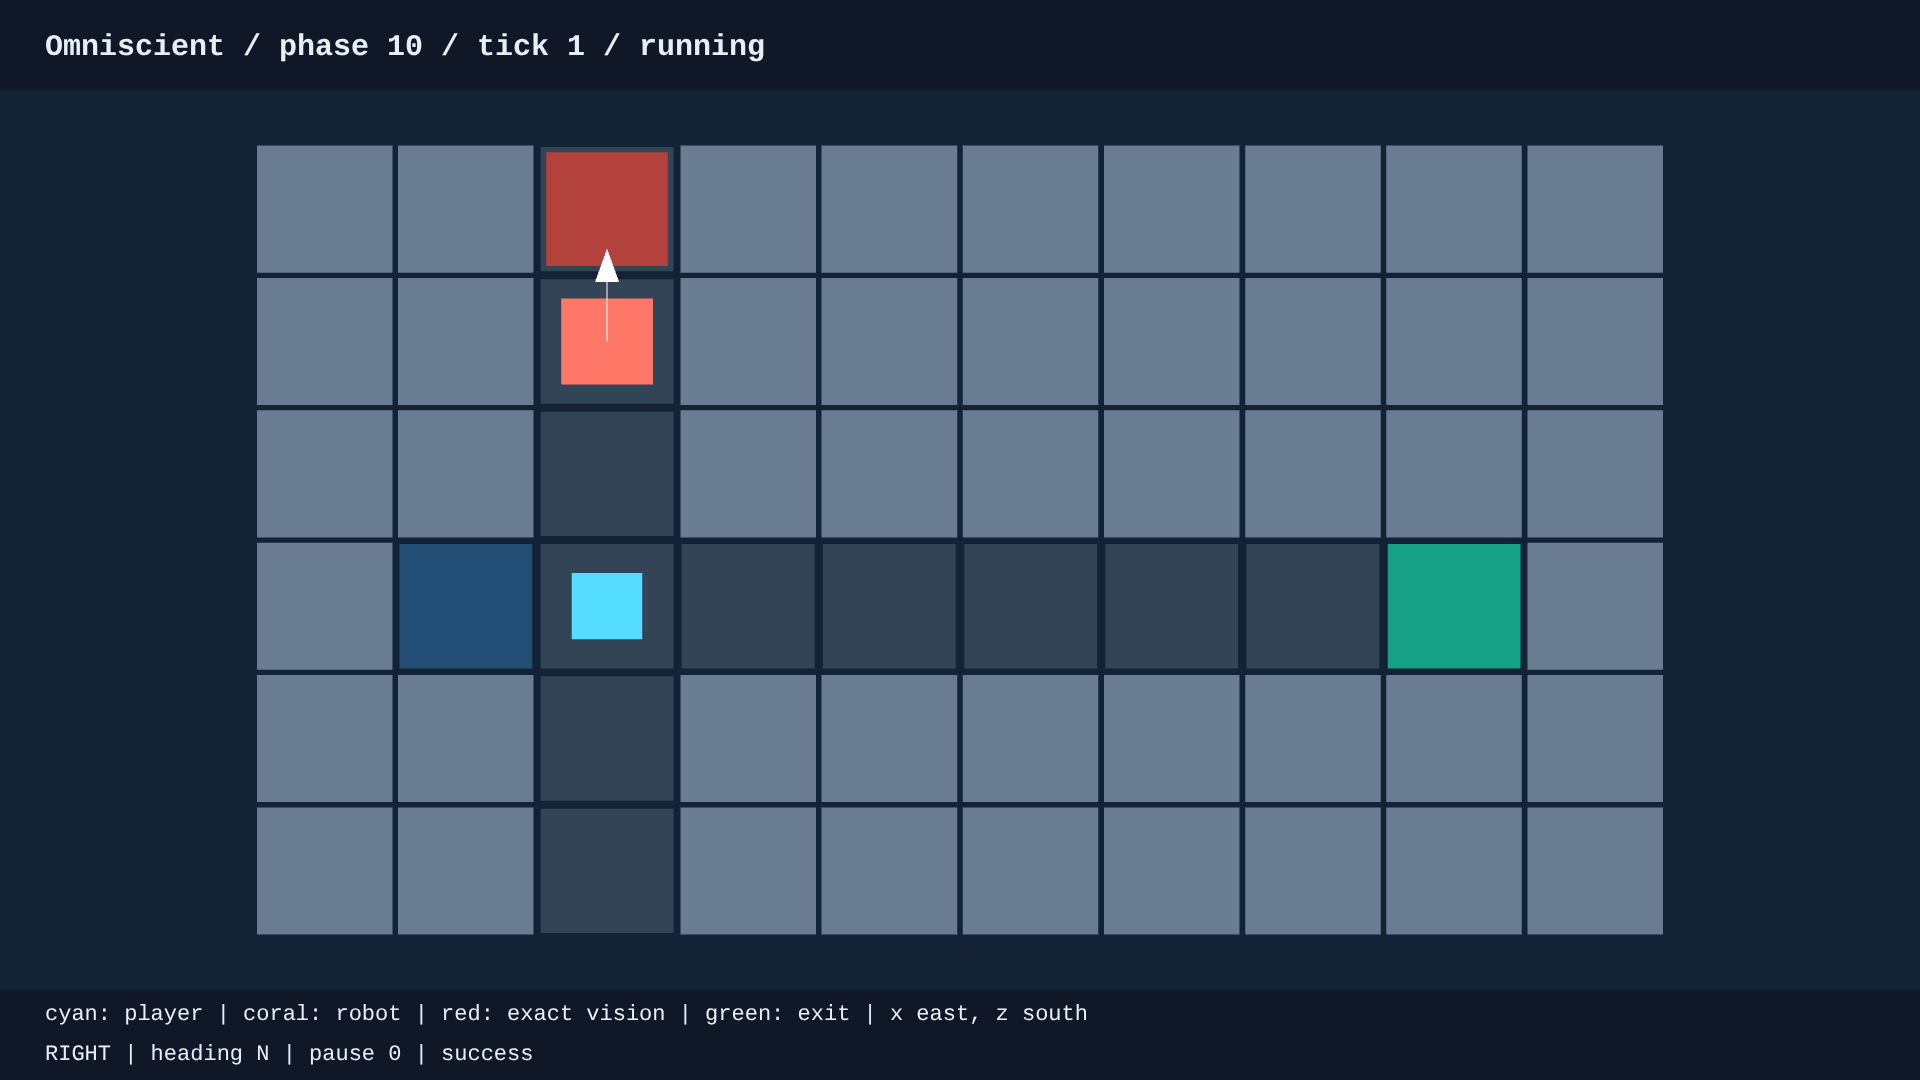 Omniscient / phase 10 / tick 1 / running
cyan: player | coral: robot | red: exact vision | green: exit | x east, z south
RIGHT | heading N | pause 0 | success